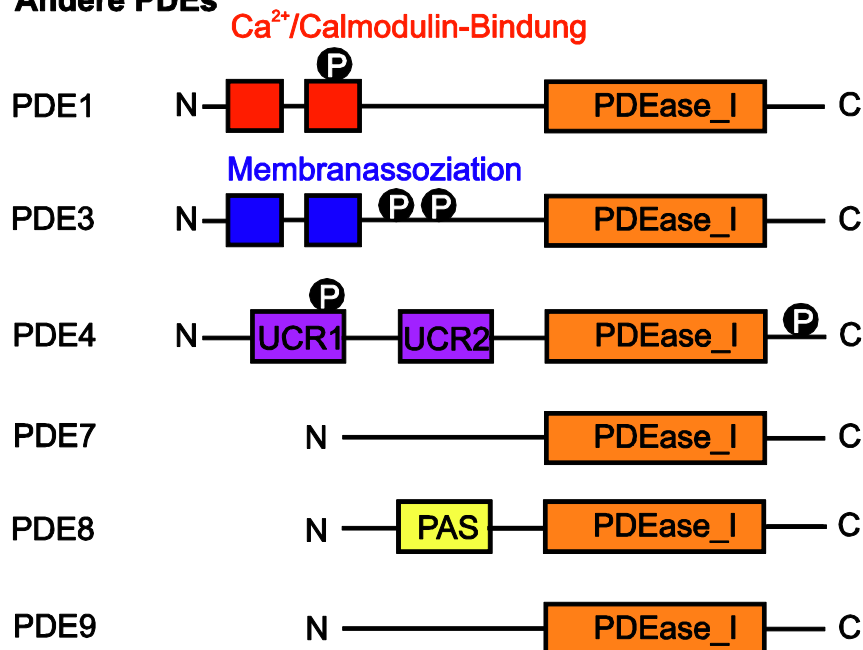 Andere PDEs
Ca²⁺/Calmodulin-Bindung
P
PDE1 N PDEase_I C
Membranassoziation
P P
PDE3 N PDEase_I C
P
P
PDE4 N UCR1 UCR2 PDEase_I C
PDE7 N PDEase_I C
PDE8 N PAS PDEase_I C
PDE9 N PDEase_I C